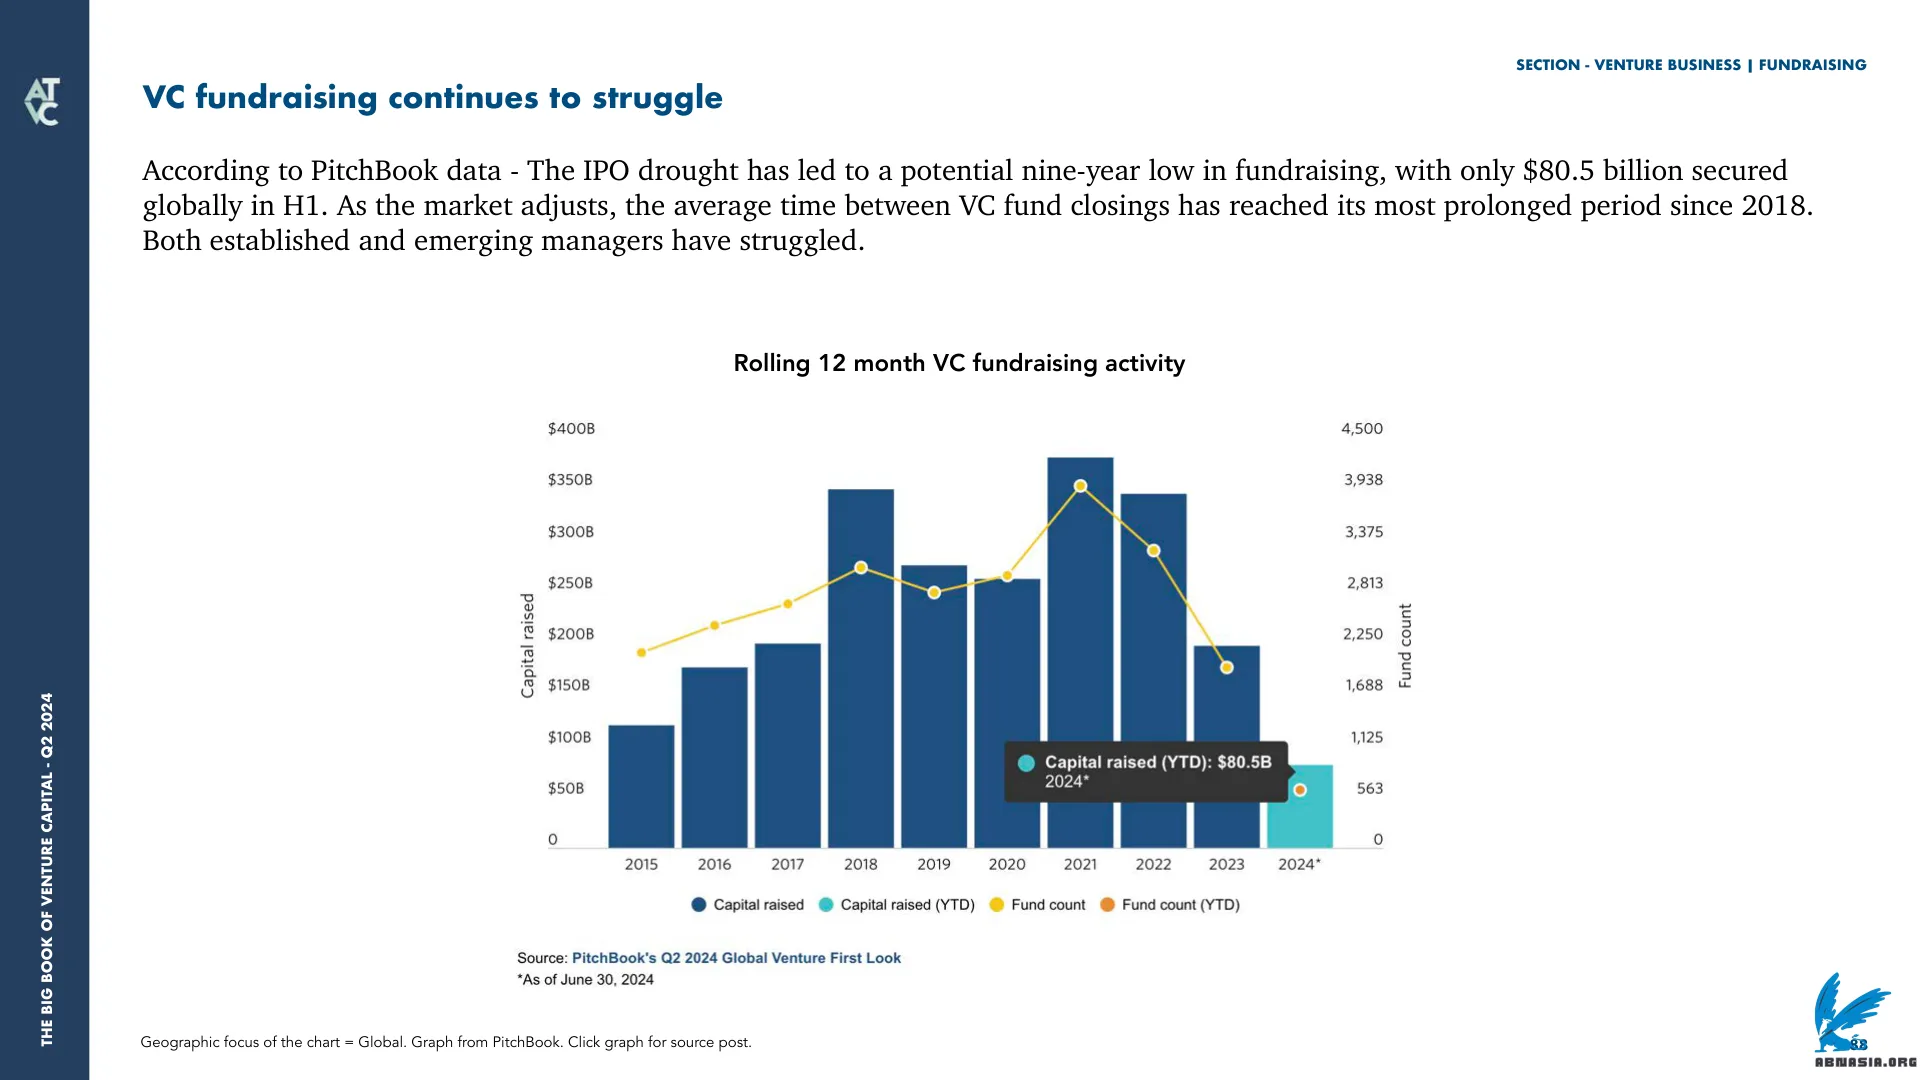 SECTION - VENTURE BUSINESS | FUNDRAISING
AT
VC
VC fundraising continues to struggle
According to PitchBook data - The IPO drought has led to a potential nine-year low in fundraising, with only $80.5 billion secured
globally in H1. As the market adjusts, the average time between VC fund closings has reached its most prolonged period since 2018.
Both established and emerging managers have struggled.
Rolling 12 month VC fundraising activity
$400B
$350B
$300B
$250B
$200B
$150B
$100B
$50B
0
Capital raised
4,500
3,938
3,375
2,813
2,250
1,688
1,125
563
0
Fund count
Capital raised (YTD): $80.5B
2024*
2015 2016 2017 2018 2019 2020 2021 2022 2023 2024*
Capital raised Capital raised (YTD) Fund count Fund count (YTD)
Source: PitchBook's Q2 2024 Global Venture First Look
*As of June 30, 2024
Geographic focus of the chart = Global. Graph from PitchBook. Click graph for source post.
THE BIG BOOK OF VENTURE CAPITAL - Q2 2024
ABNASIA.ORG